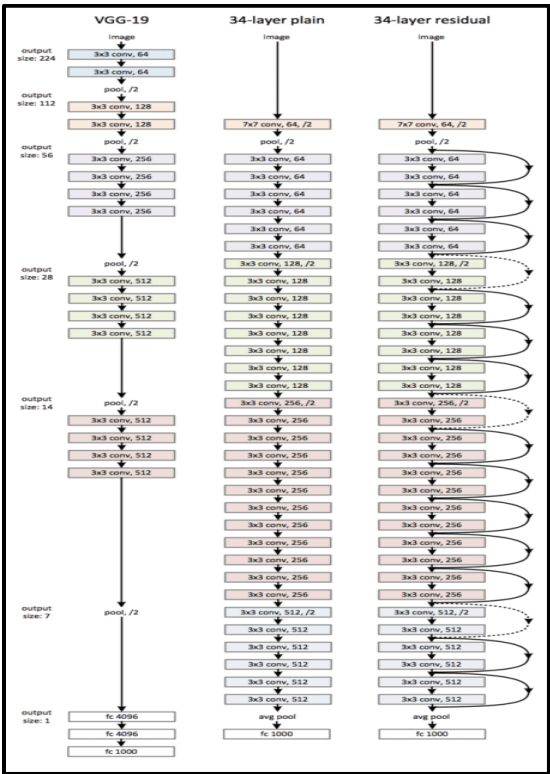 VGG-19
image
output
size: 224
3x3 conv, 64
3x3 conv, 64
pool, /2
output
size: 112
3x3 conv, 128
3x3 conv, 128
pool, /2
output
size: 56
3x3 conv, 256
3x3 conv, 256
3x3 conv, 256
3x3 conv, 256
pool, /2
output
size: 28
3x3 conv, 512
3x3 conv, 512
3x3 conv, 512
3x3 conv, 512
pool, /2
output
size: 14
3x3 conv, 512
3x3 conv, 512
3x3 conv, 512
3x3 conv, 512
pool, /2
output
size: 7
output
size: 1
fc 4096
fc 4096
fc 1000
34-layer plain
image
7x7 conv, 64, /2
pool, /2
3x3 conv, 64
3x3 conv, 64
3x3 conv, 64
3x3 conv, 64
3x3 conv, 64
3x3 conv, 64
3x3 conv, 128, /2
3x3 conv, 128
3x3 conv, 128
3x3 conv, 128
3x3 conv, 128
3x3 conv, 128
3x3 conv, 128
3x3 conv, 128
3x3 conv, 256, /2
3x3 conv, 256
3x3 conv, 256
3x3 conv, 256
3x3 conv, 256
3x3 conv, 256
3x3 conv, 256
3x3 conv, 256
3x3 conv, 256
3x3 conv, 256
3x3 conv, 256
3x3 conv, 256
3x3 conv, 512, /2
3x3 conv, 512
3x3 conv, 512
3x3 conv, 512
3x3 conv, 512
3x3 conv, 512
avg pool
fc 1000
34-layer residual
image
7x7 conv, 64, /2
pool, /2
3x3 conv, 64
3x3 conv, 64
3x3 conv, 64
3x3 conv, 64
3x3 conv, 64
3x3 conv, 64
3x3 conv, 128, /2
3x3 conv, 128
3x3 conv, 128
3x3 conv, 128
3x3 conv, 128
3x3 conv, 128
3x3 conv, 128
3x3 conv, 128
3x3 conv, 256, /2
3x3 conv, 256
3x3 conv, 256
3x3 conv, 256
3x3 conv, 256
3x3 conv, 256
3x3 conv, 256
3x3 conv, 256
3x3 conv, 256
3x3 conv, 256
3x3 conv, 256
3x3 conv, 256
3x3 conv, 512, /2
3x3 conv, 512
3x3 conv, 512
3x3 conv, 512
3x3 conv, 512
3x3 conv, 512
avg pool
fc 1000